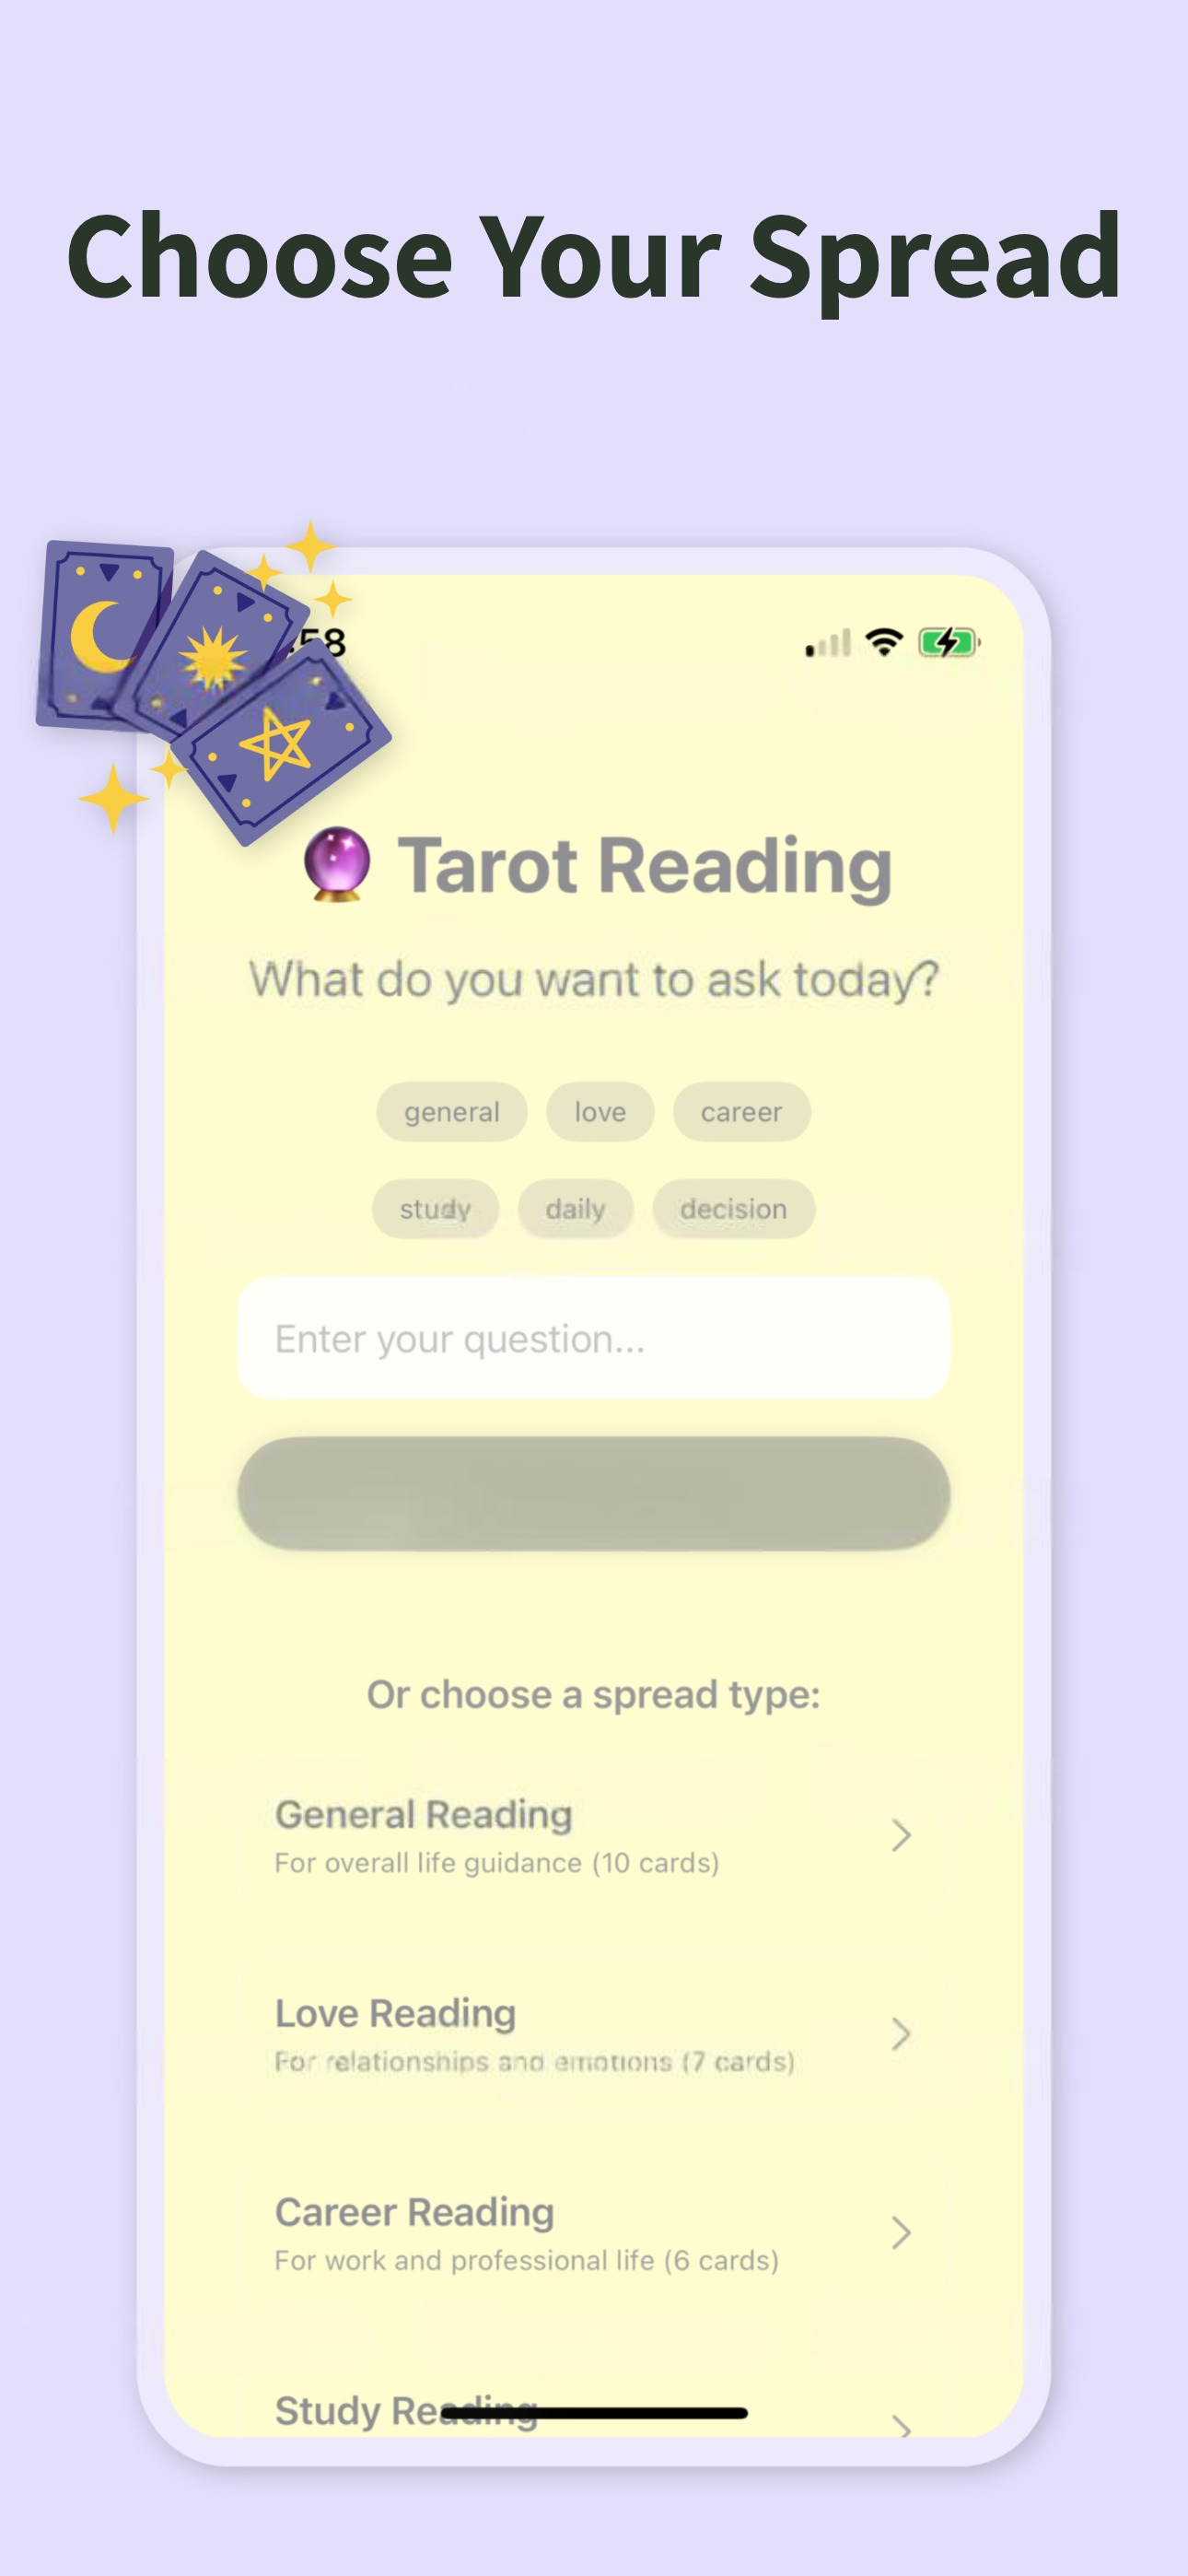 Choose Your Spread
:58
Tarot Reading
What do you want to ask today?
general love career
study daily decision
Enter your question...
Or choose a spread type:
General Reading
For overall life guidance (10 cards)
Love Reading
For relationships and emotions (7 cards)
Career Reading
For work and professional life (6 cards)
Study Reading